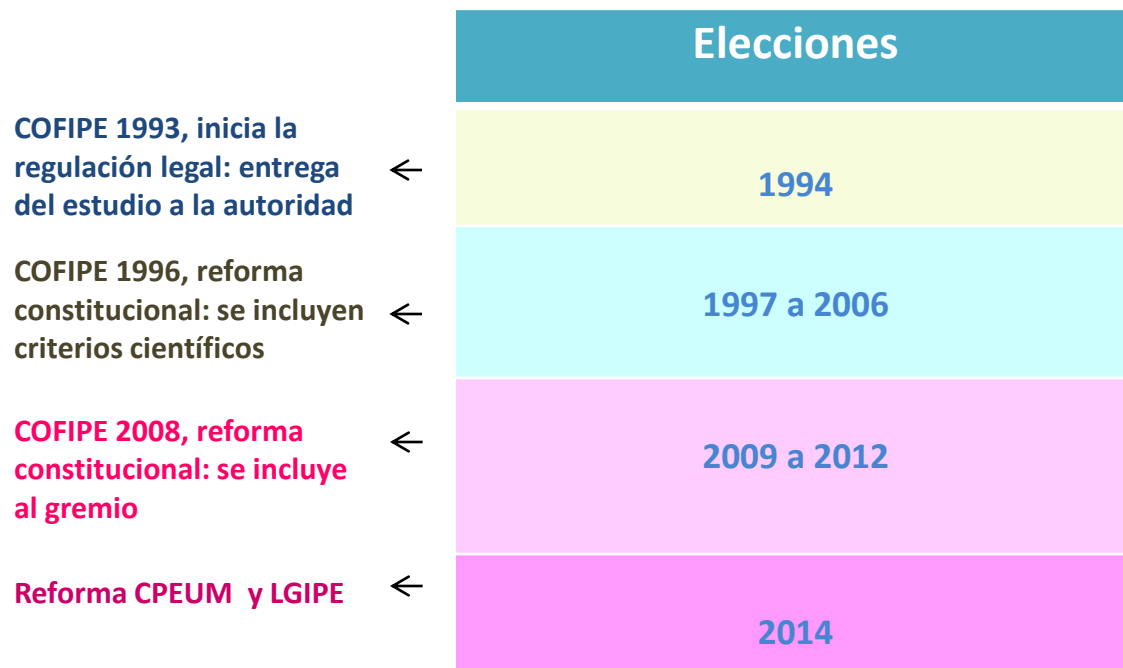 Elecciones
COFIPE 1993, inicia la
regulación legal: entrega
del estudio a la autoridad
1994
COFIPE 1996, reforma
constitucional: se incluyen
criterios científicos
1997 a 2006
COFIPE 2008, reforma
constitucional: se incluye
al gremio
2009 a 2012
Reforma CPEUM y LGIPE
2014